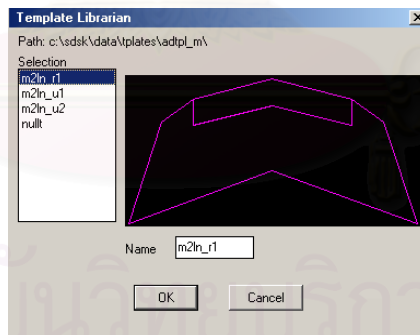 Template Librarian
Path: c:\sdsk\data\tplates\adtpl_m\
Selection
m2ln_r1
m2ln_u1
m2ln_u2
nullt
Name
m2ln_r1
OK
Cancel